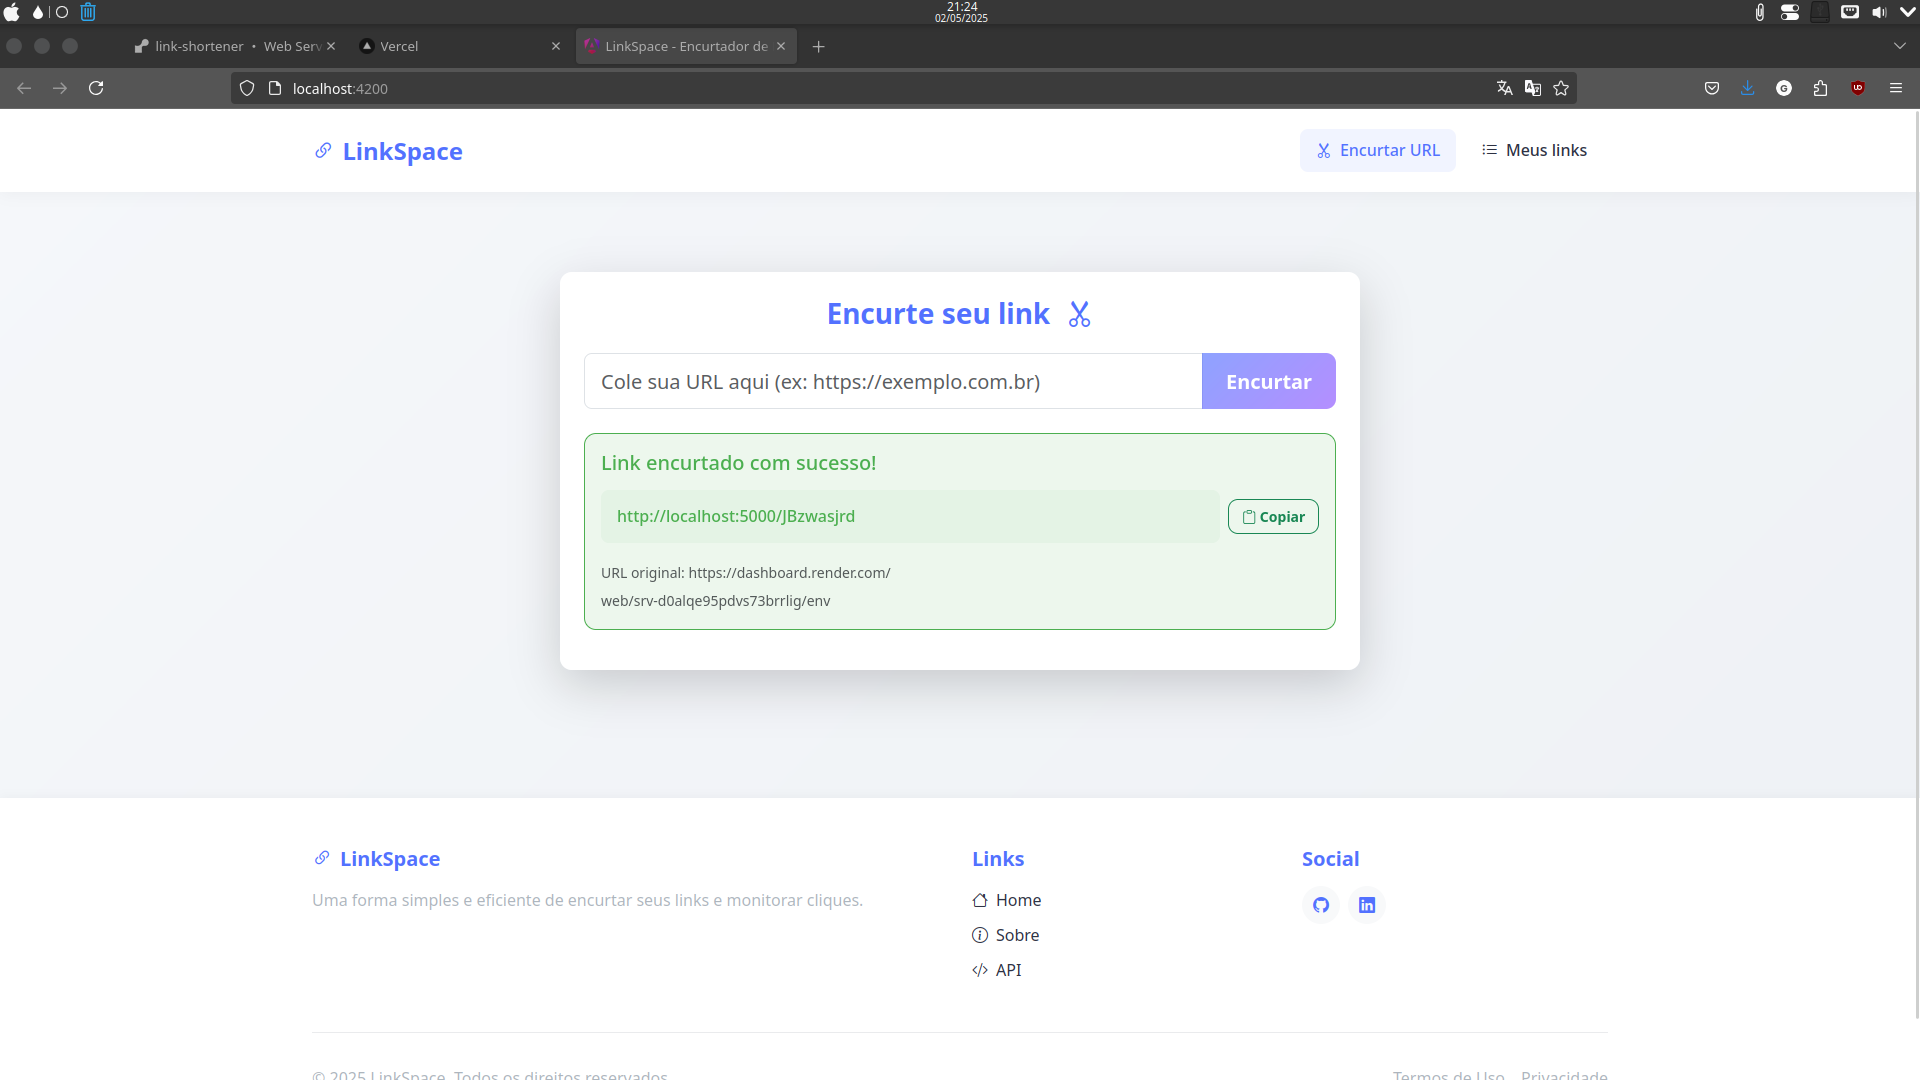 21:24
02/05/2025
link-shortener • Web Serv
Vercel
LinkSpace - Encurtador de
localhost:4200
LinkSpace
Encurtar URL
Meus links
Encurte seu link
Cole sua URL aqui (ex: https://exemplo.com.br)
Encurtar
Link encurtado com sucesso!
http://localhost:5000/JBzwasjrd
Copiar
URL original: https://dashboard.render.com/
web/srv-d0alqe95pdvs73brrlig/env
LinkSpace
Uma forma simples e eficiente de encurtar seus links e monitorar cliques.
Links
Home
Sobre
API
Social
© 2025 LinkSpace. Todos os direitos reservados.
Termos de Uso
Privacidade